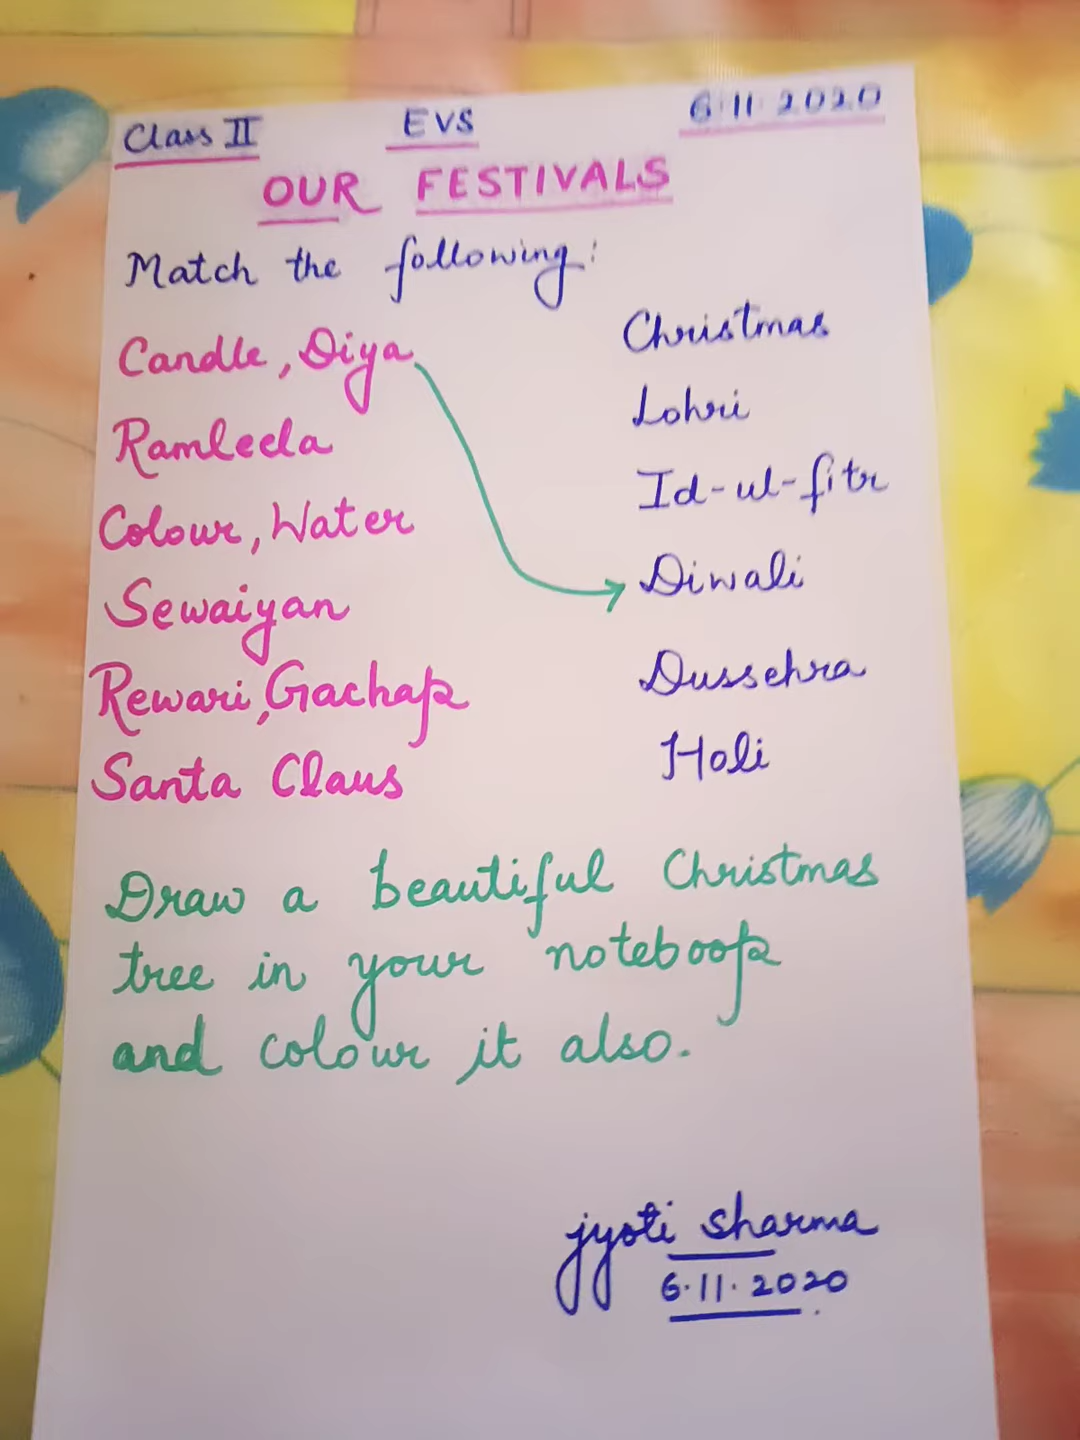 Class II EVS 6.11.2020
OUR FESTIVALS
Match the following:
Candle, Diya Christmas
Ramleela Lohri
Colour, Water Id-ul-fitr
Sewaiyan Diwali
Rewari, Gachak Dussehra
Santa Claus Holi
Draw a beautiful Christmas
tree in your notebook
and colour it also.
jyoti sharma
6.11.2020